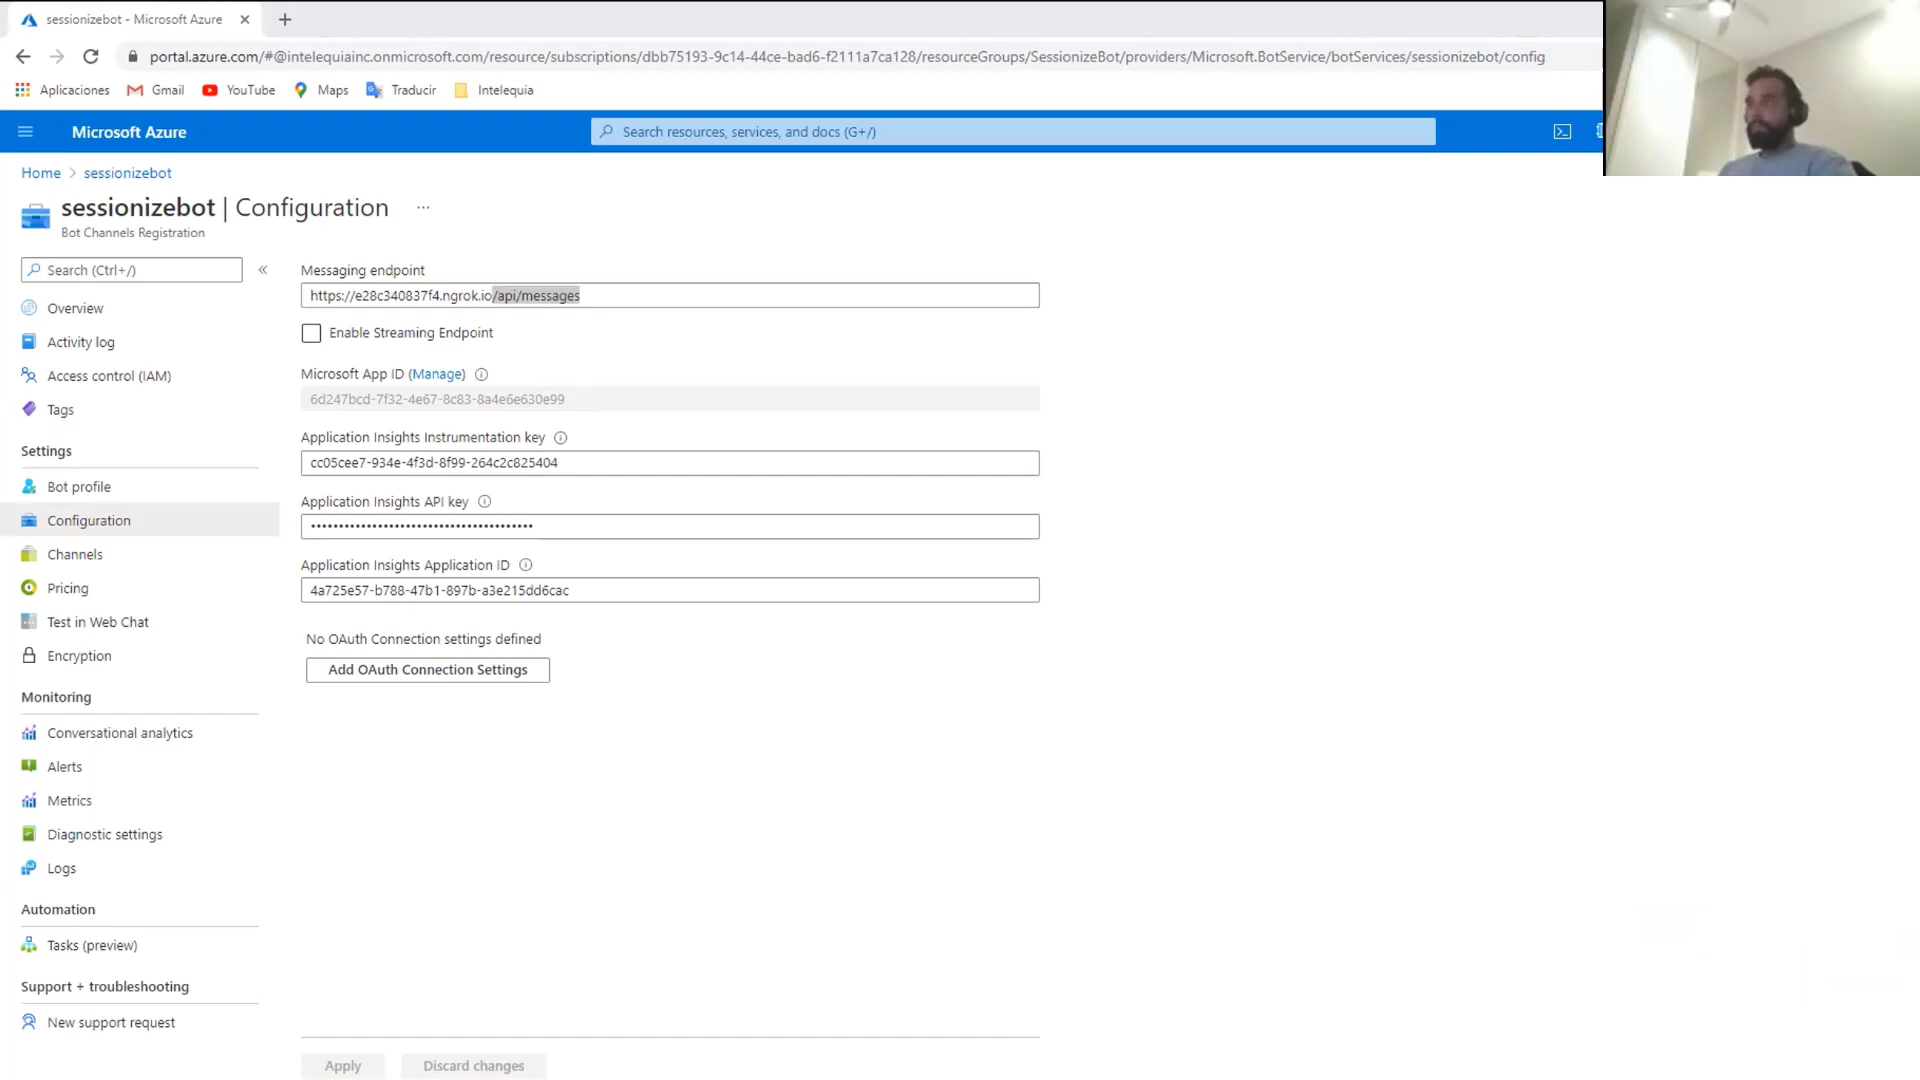 sessionizebot - Microsoft Azure
portal.azure.com/#@intelequiainc.onmicrosoft.com/resource/subscriptions/dbb75193-9c14-44ce-bad6-f2111a7ca128/resourceGroups/SessionizeBot/providers/Microsoft.BotService/botServices/sessionizebot/config
Aplicaciones Gmail YouTube Maps Traducir Intelequia
Microsoft Azure
Search resources, services, and docs (G+/)
Home > sessionizebot
sessionizebot | Configuration ...
Bot Channels Registration
Search (Ctrl+/) «
Overview
Activity log
Access control (IAM)
Tags
Settings
Bot profile
Configuration
Channels
Pricing
Test in Web Chat
Encryption
Monitoring
Conversational analytics
Alerts
Metrics
Diagnostic settings
Logs
Automation
Tasks (preview)
Support + troubleshooting
New support request
Messaging endpoint
https://e28c340837f4.ngrok.io/api/messages
Enable Streaming Endpoint
Microsoft App ID (Manage)
6d247bcd-7f32-4e67-8c83-8a4e6e630e99
Application Insights Instrumentation key
cc05cee7-934e-4f3d-8f99-264c2c825404
Application Insights API key
••••••••••••••••••••••••••••••••••••••••
Application Insights Application ID
4a725e57-b788-47b1-897b-a3e215dd6cac
No OAuth Connection settings defined
Add OAuth Connection Settings
Apply Discard changes